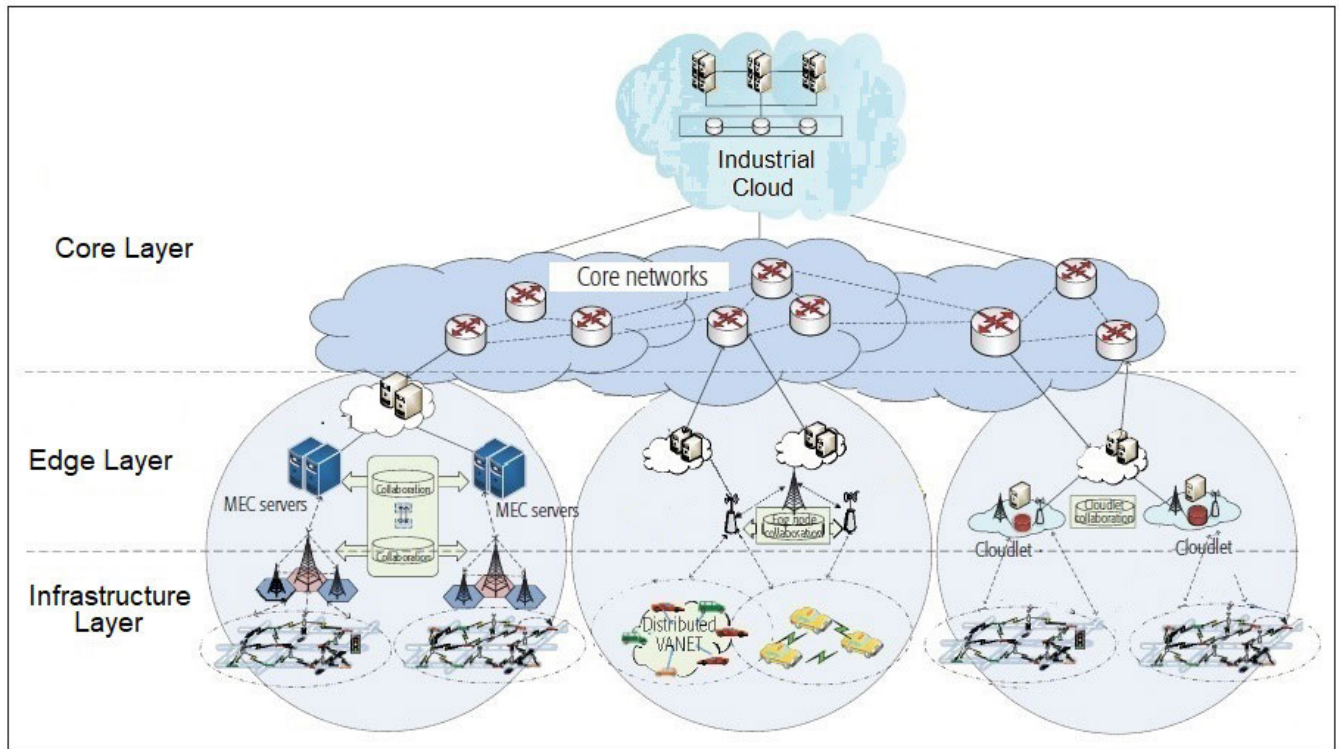 Industrial
Cloud
Core Layer
Core networks
Edge Layer
MEC servers
Collaboration
MEC servers
Collaboration
Fog node
collaboration
Cloudlet
collaboration
Cloudlet
Cloudlet
Infrastructure
Layer
Distributed
VANET